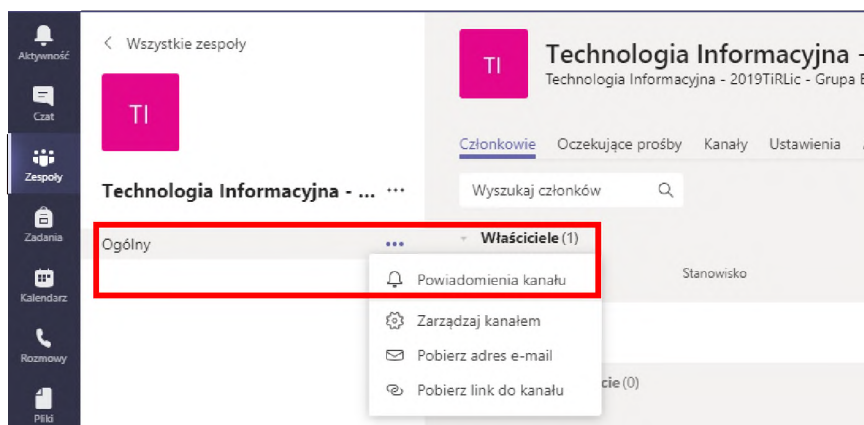 Aktywność
Czat
Zespoły
Zadania
Kalendarz
Rozmowy
Pliki
Wszystkie zespoły
TI
Technologia Informacyjna - ... ...
Ogólny ...
Powiadomienia kanału
Zarządzaj kanałem
Pobierz adres e-mail
Pobierz link do kanału
TI
Technologia Informacyjna -
Technologia Informacyjna - 2019TiRLic - Grupa
Członkowie Oczekujące prośby Kanały Ustawienia
Wyszukaj członków
Właściciele (1)
Stanowisko
cie (0)